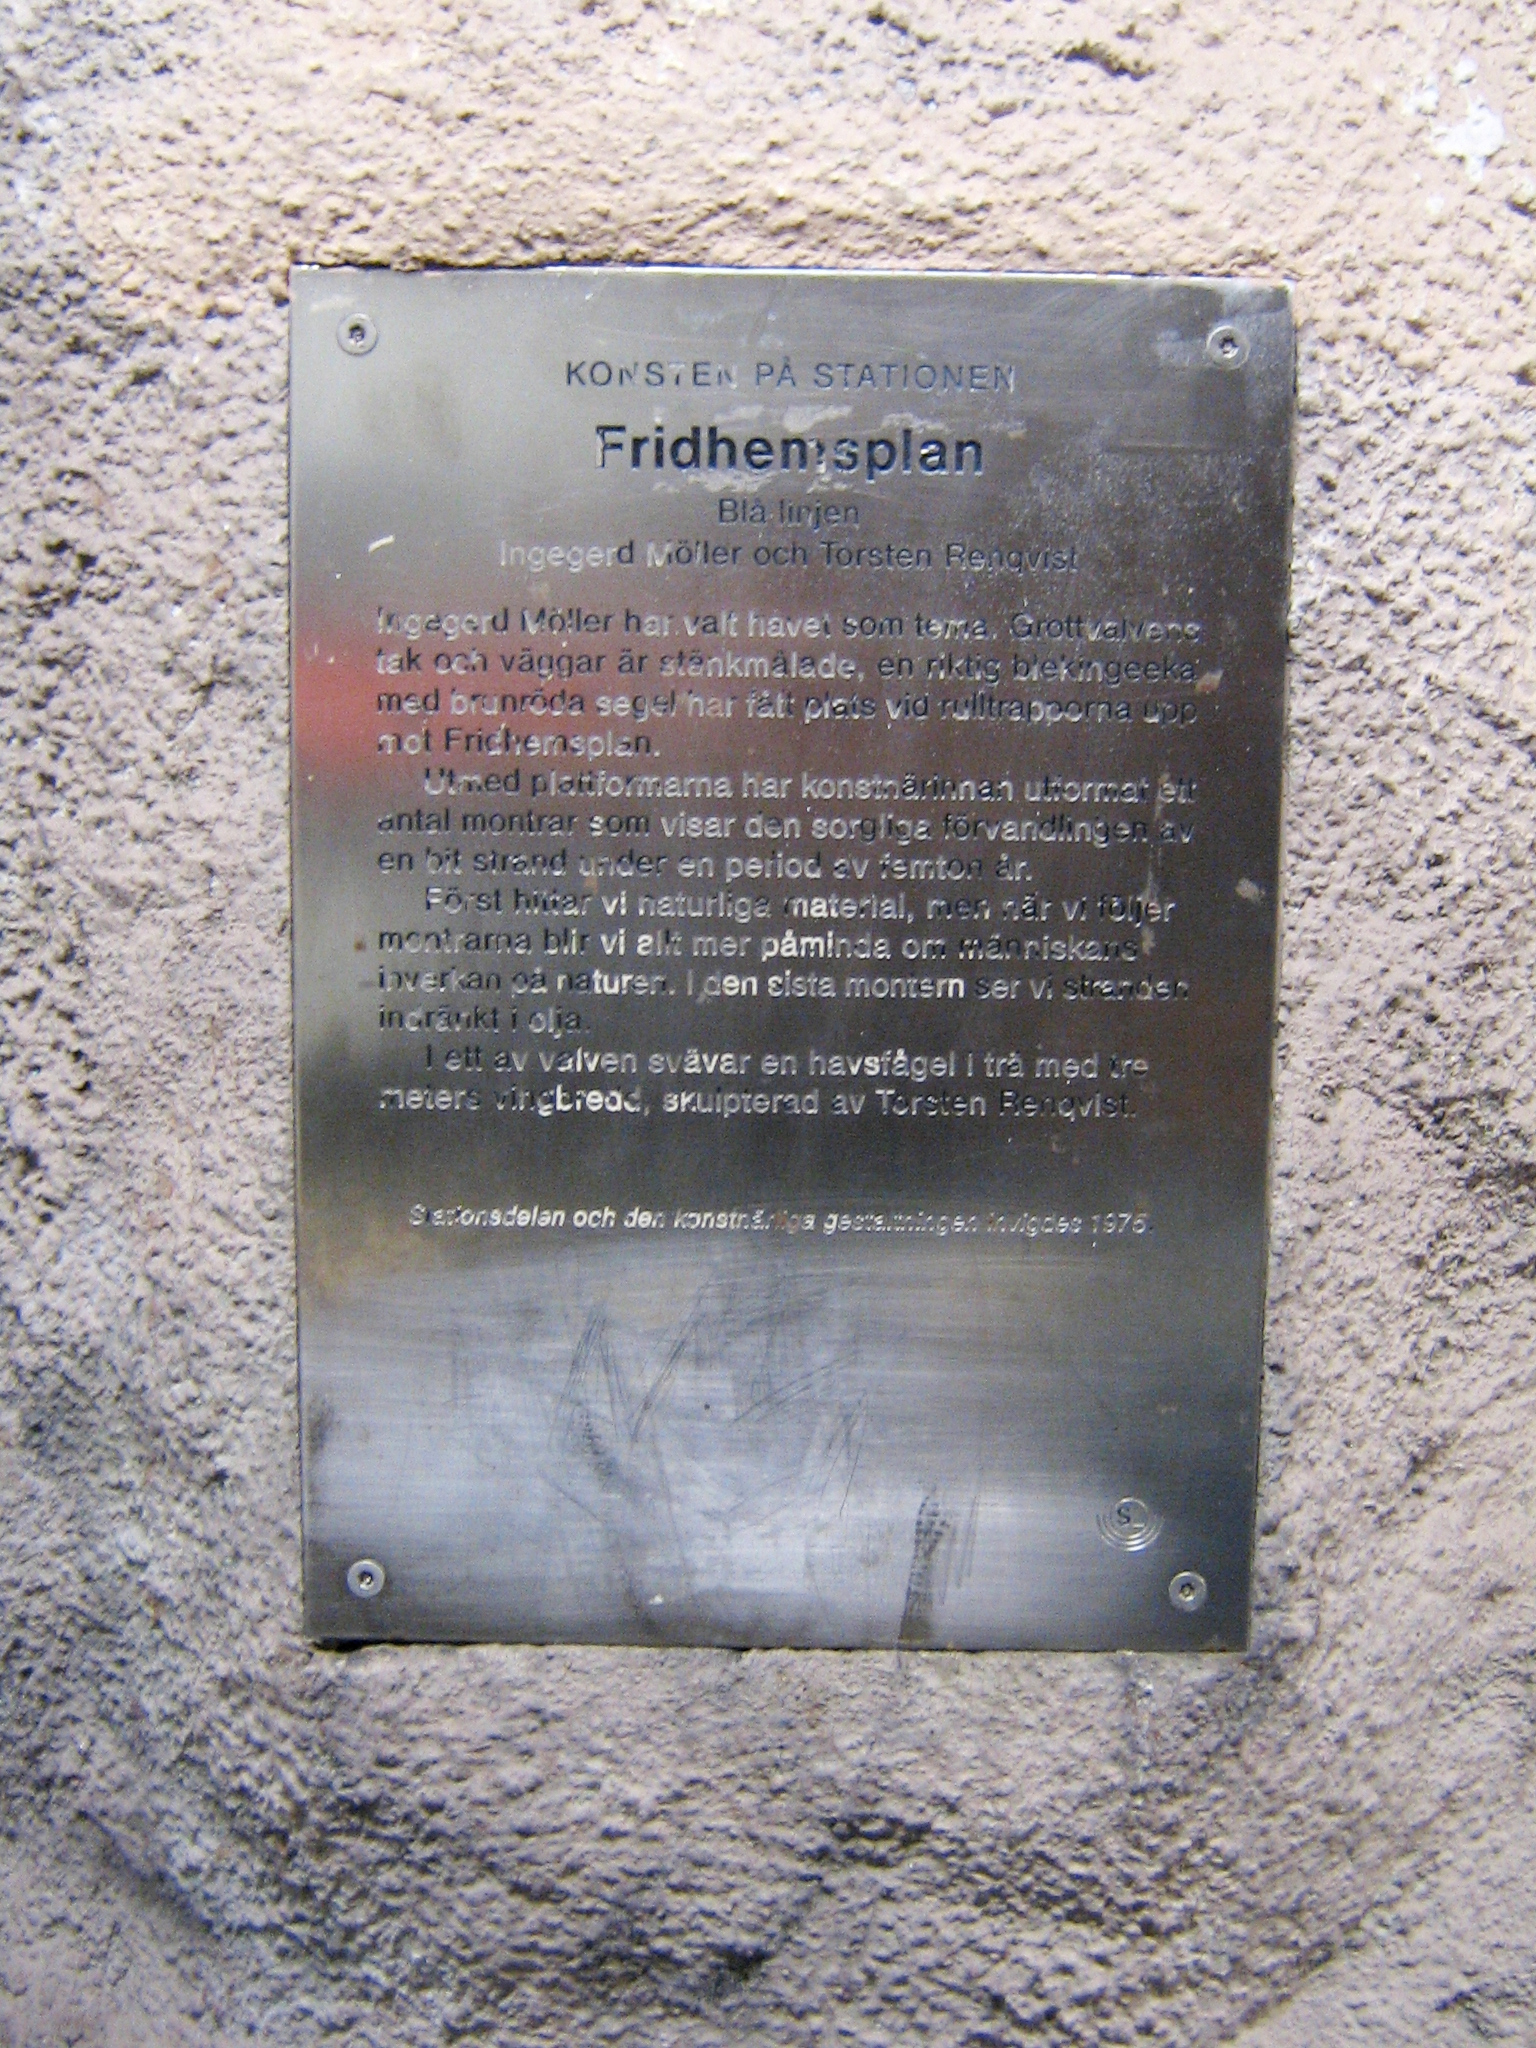 KONSTEN PÅ STATIONEN
Fridhemsplan
Blå linjen
Ingegerd Möller och Torsten Renqvist
Ingegerd Möller har valt havet som tema. Grottvalvens
tak och väggar är stänkmålade, en riktig blekingeeka
med brunröda segel har fått plats vid rulltrapporna upp
mot Fridhemsplan.
Utmed plattformarna har konstnärinnan utformat ett
antal montrar som visar den sorgliga förvandlingen av
en bit strand under en period av femton år.
Först hittar vi naturliga material, men när vi följer
montrarna blir vi allt mer påminda om människans
inverkan på naturen. I den sista montern ser vi stranden
indränkt i olja.
I ett av valven svävar en havsfågel i trä med tre
meters vingbredd, skulpterad av Torsten Renqvist.
Stationsdelen och den konstnärliga gestaltningen invigdes 1975.
SL